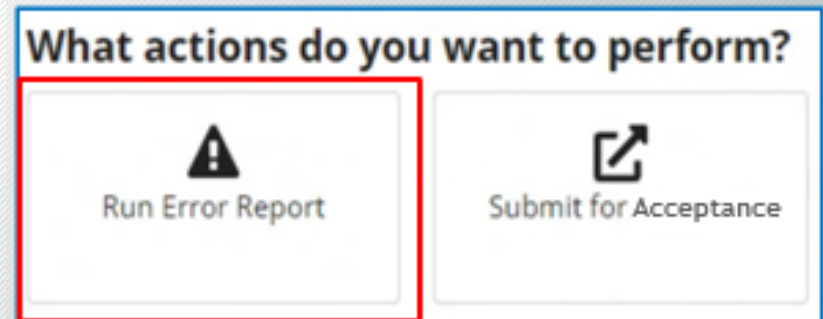 What actions do you want to perform?
Run Error Report
Submit for Acceptance